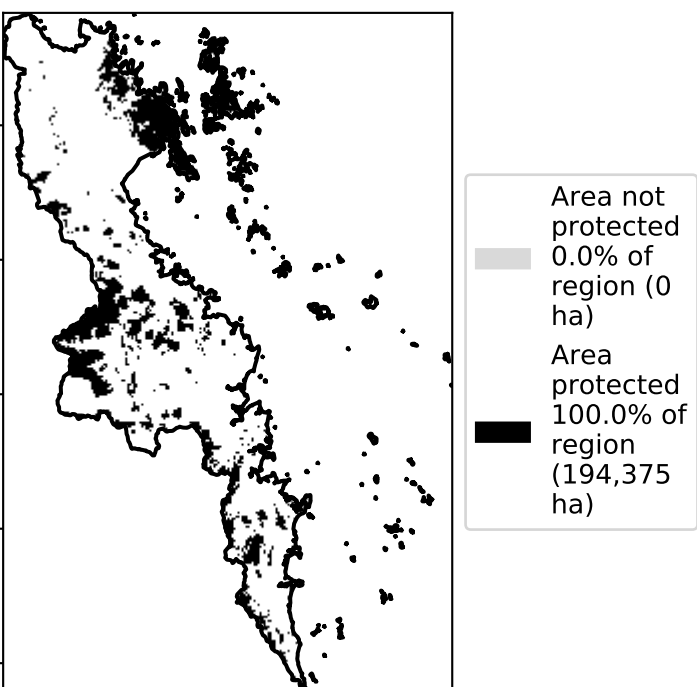 Area not
protected
0.0% of
region (0
ha)
Area
protected
100.0% of
region
(194,375
ha)